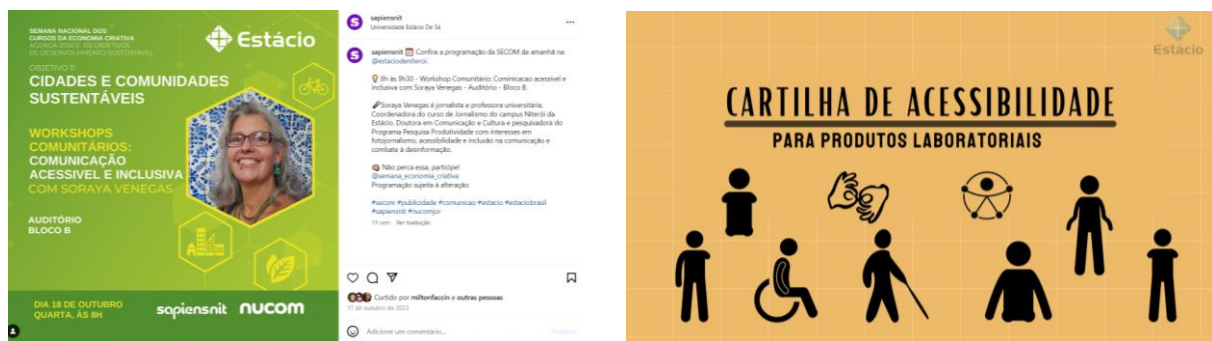 SEMANA NACIONAL DOS
CURSOS DA ECONOMIA CRIATIVA
AGENDA 2030 E OS OBJETIVOS
DE DESENVOLVIMENTO SUSTENTÁVEL
Estácio
OBJETIVO 11
CIDADES E COMUNIDADES
SUSTENTÁVEIS
WORKSHOPS
COMUNITÁRIOS:
COMUNICAÇÃO
ACESSIVEL E INCLUSIVA
COM SORAYA VENEGAS
AUDITÓRIO
BLOCO B
DIA 18 DE OUTUBRO
QUARTA, ÀS 8H
sapiensnit nucom
sapiensnit
Universidade Estácio De Sá
sapiensnit Confira a programação da SECOM de amanhã na
@estaciodeniteroi.
8h às 9h30 - Workshop Comunitário: Cominicacao acessivel e
inclusiva com Soraya Venegas - Auditório - Bloco B.
Soraya Venegas é jornalista e professora universitária.
Coordenadora do curso de Jornalismo do campus Niterói da
Estácio. Doutora em Comunicação e Cultura e pesquisadora do
Programa Pesquisa Produtividade com interesses em
fotojornalismo, acessibilidade e inclusão na comunicação e
combate à desinformação.
Não perca essa, participe!
@semana_economia_criativa
Programação sujeita à alteração.
#secom #publicidade #comunicao #estacio #estaciobrasil
#sapiensnit #nucomjor
Ver tradução
Curtido por miltonfaccin e outras pessoas
17 de outubro de 2023
Adicione um comentário...
Estácio
CARTILHA DE ACESSIBILIDADE
PARA PRODUTOS LABORATORIAIS